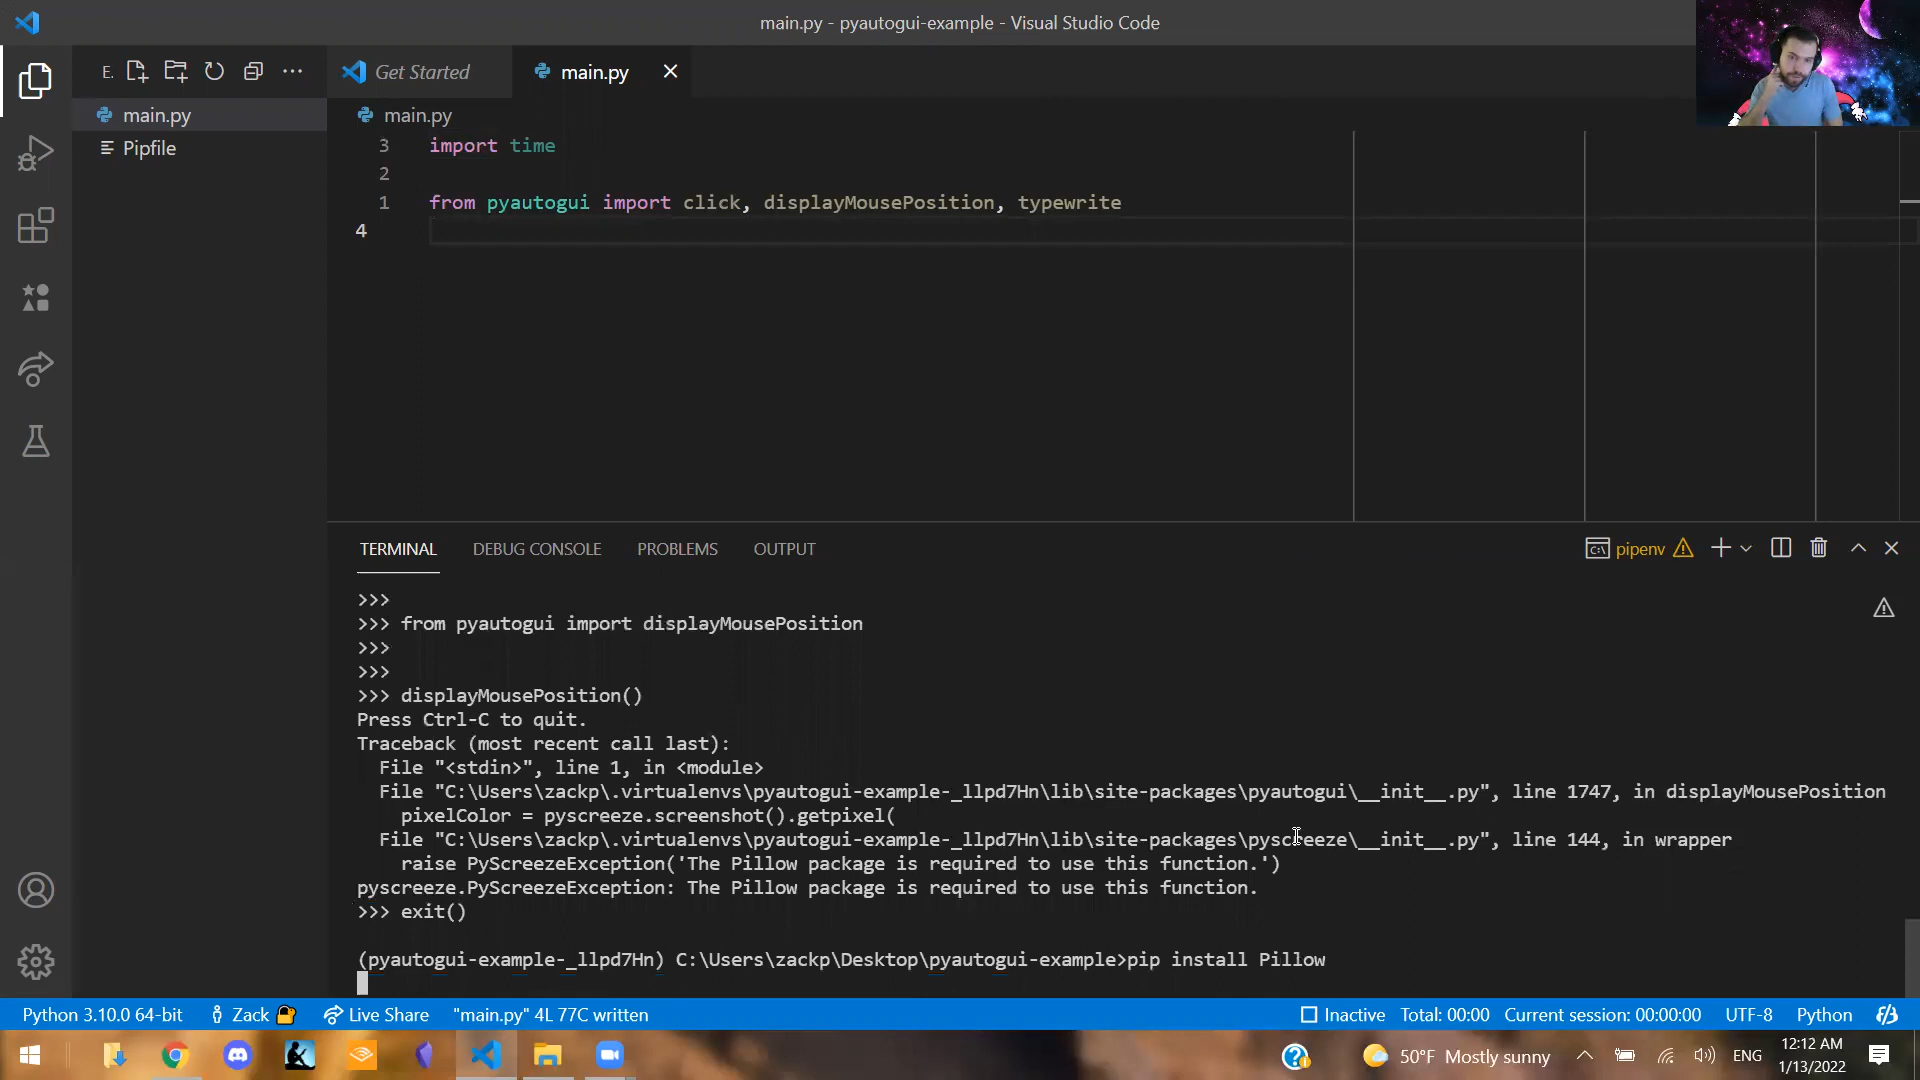 main.py - pyautogui-example - Visual Studio Code
E.
Get Started
main.py
main.py
Pipfile
main.py
3 import time
2
1 from pyautogui import click, displayMousePosition, typewrite
4
TERMINAL
DEBUG CONSOLE
PROBLEMS
OUTPUT
pipenv
>>>
>>> from pyautogui import displayMousePosition
>>>
>>>
>>> displayMousePosition()
Press Ctrl-C to quit.
Traceback (most recent call last):
  File "<stdin>", line 1, in <module>
  File "C:\Users\zackp\.virtualenvs\pyautogui-example-_llpd7Hn\lib\site-packages\pyautogui\__init__.py", line 1747, in displayMousePosition
    pixelColor = pyscreeze.screenshot().getpixel(
  File "C:\Users\zackp\.virtualenvs\pyautogui-example-_llpd7Hn\lib\site-packages\pyscreeze\__init__.py", line 144, in wrapper
    raise PyScreezeException('The Pillow package is required to use this function.')
pyscreeze.PyScreezeException: The Pillow package is required to use this function.
>>> exit()
(pyautogui-example-_llpd7Hn) C:\Users\zackp\Desktop\pyautogui-example>pip install Pillow
Python 3.10.0 64-bit
Zack
Live Share
"main.py" 4L 77C written
Inactive
Total: 00:00
Current session: 00:00:00
UTF-8
Python
50°F Mostly sunny
ENG
12:12 AM
1/13/2022